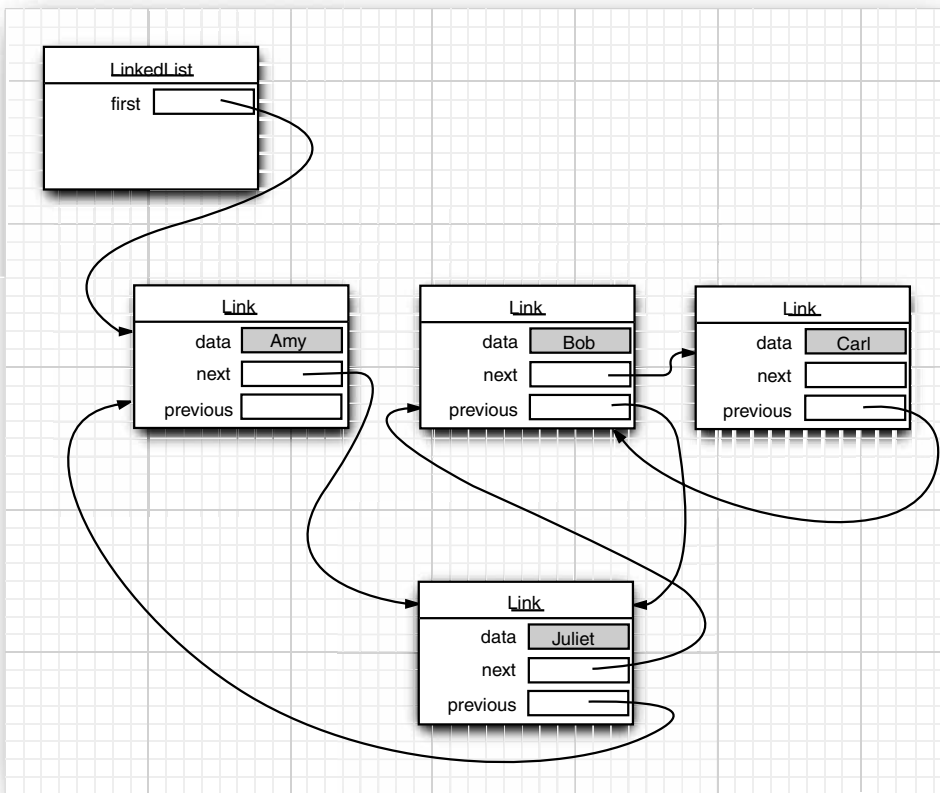 LinkedList
first
Link
data Amy
next
previous
Link
data Bob
next
previous
Link
data Carl
next
previous
Link
data Juliet
next
previous